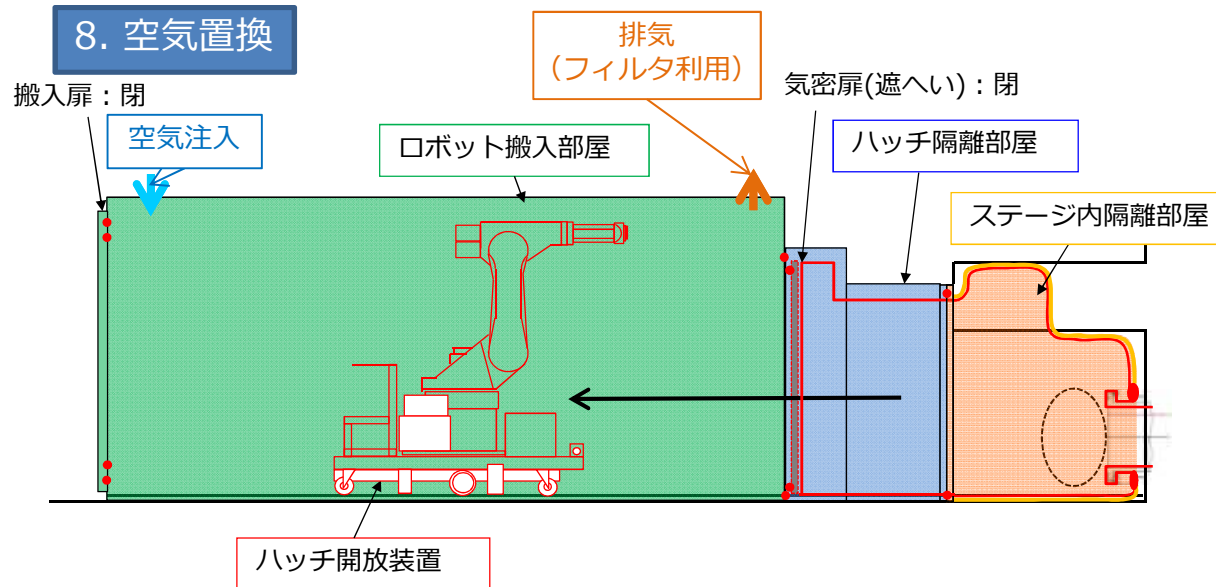 8. 空気置換
排気
（フィルタ利用）
搬入扉：閉
気密扉(遮へい)：閉
空気注入
ロボット搬入部屋
ハッチ隔離部屋
ステージ内隔離部屋
ハッチ開放装置